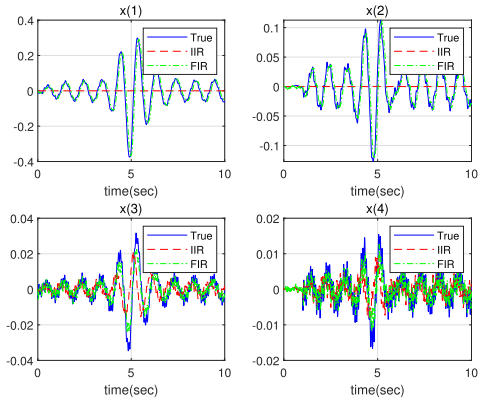 x(1)
0.4
0.2
0
-0.2
-0.4
True
IIR
FIR
0
5
10
time(sec)
x(2)
0.1
0.05
0
-0.05
-0.1
True
IIR
FIR
0
5
10
time(sec)
x(3)
0.04
0.02
0
-0.02
-0.04
True
IIR
FIR
0
5
10
time(sec)
x(4)
0.02
0.01
0
-0.01
-0.02
True
IIR
FIR
0
5
10
time(sec)